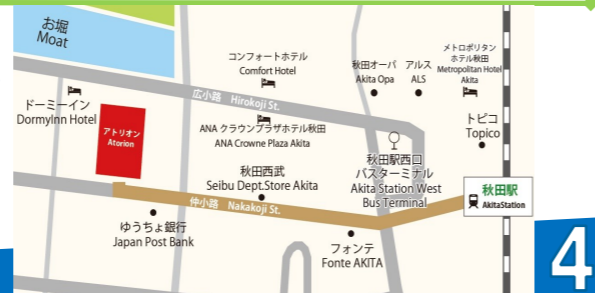 お堀
Moat
コンフォートホテル
Comfort Hotel
秋田オーパ
Akita Opa
アルス
ALS
メトロポリタン
ホテル秋田
Metropolitan Hotel
Akita
ドーミーイン
DormyInn Hotel
広小路 Hirokoji St.
アトリオン
Atorion
ANA クラウンプラザホテル秋田
ANA Crowne Plaza Akita
トピコ
Topico
秋田西武
Seibu Dept.Store Akita
秋田駅西口
バスターミナル
Akita Station West
Bus Terminal
秋田駅
AkitaStation
仲小路 Nakakoji St.
ゆうちょ銀行
Japan Post Bank
フォンテ
Fonte AKITA
4